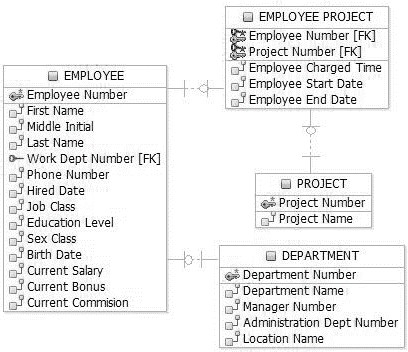 EMPLOYEE PROJECT
Employee Number [FK]
Project Number [FK]
Employee Charged Time
Employee Start Date
Employee End Date
EMPLOYEE
Employee Number
First Name
Middle Initial
Last Name
Work Dept Number [FK]
Phone Number
Hired Date
Job Class
Education Level
Sex Class
Birth Date
Current Salary
Current Bonus
Current Commision
PROJECT
Project Number
Project Name
DEPARTMENT
Department Number
Department Name
Manager Number
Administration Dept Number
Location Name